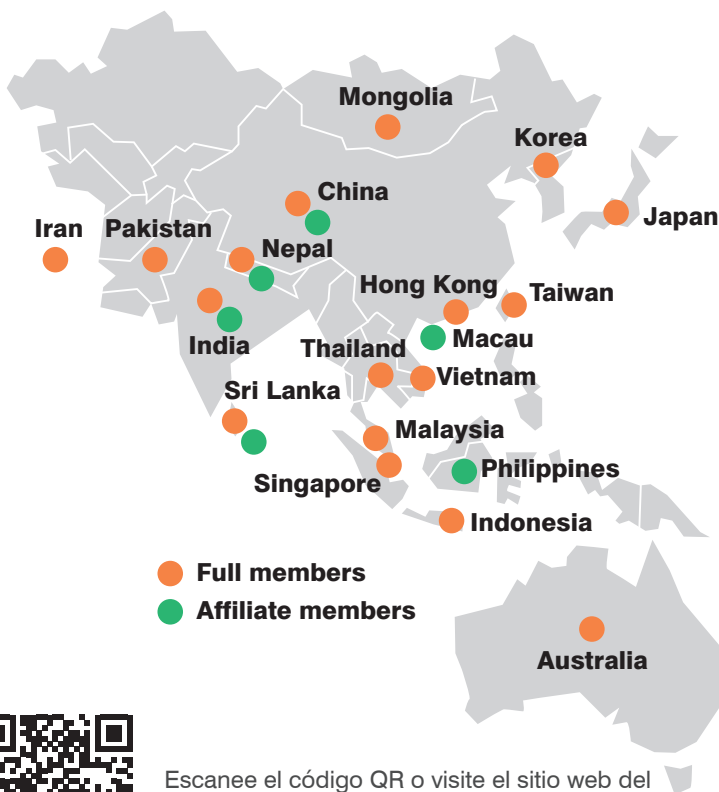 Mongolia
Korea
China
Japan
Iran
Pakistan
Nepal
Hong Kong
Taiwan
India
Macau
Thailand
Vietnam
Sri Lanka
Malaysia
Singapore
Philippines
Indonesia
Full members
Affiliate members
Australia
Escanee el código QR o visite el sitio web del